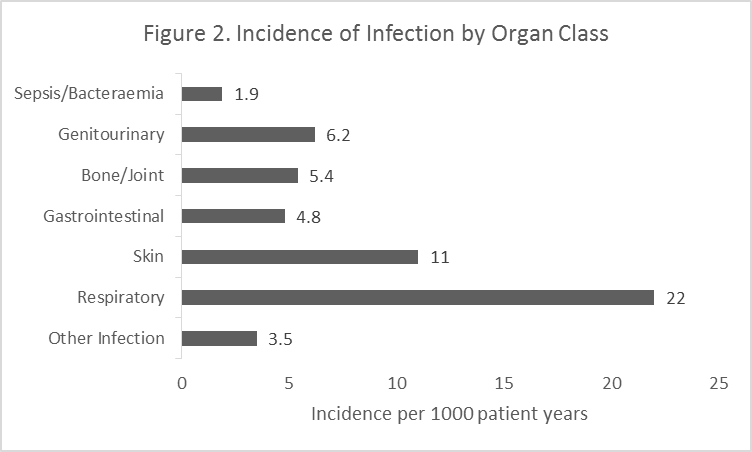 Figure 2. Incidence of Infection by Organ Class
Sepsis/Bacteraemia 1.9
Genitourinary 6.2
Bone/Joint 5.4
Gastrointestinal 4.8
Skin 11
Respiratory 22
Other Infection 3.5
0 5 10 15 20 25
Incidence per 1000 patient years